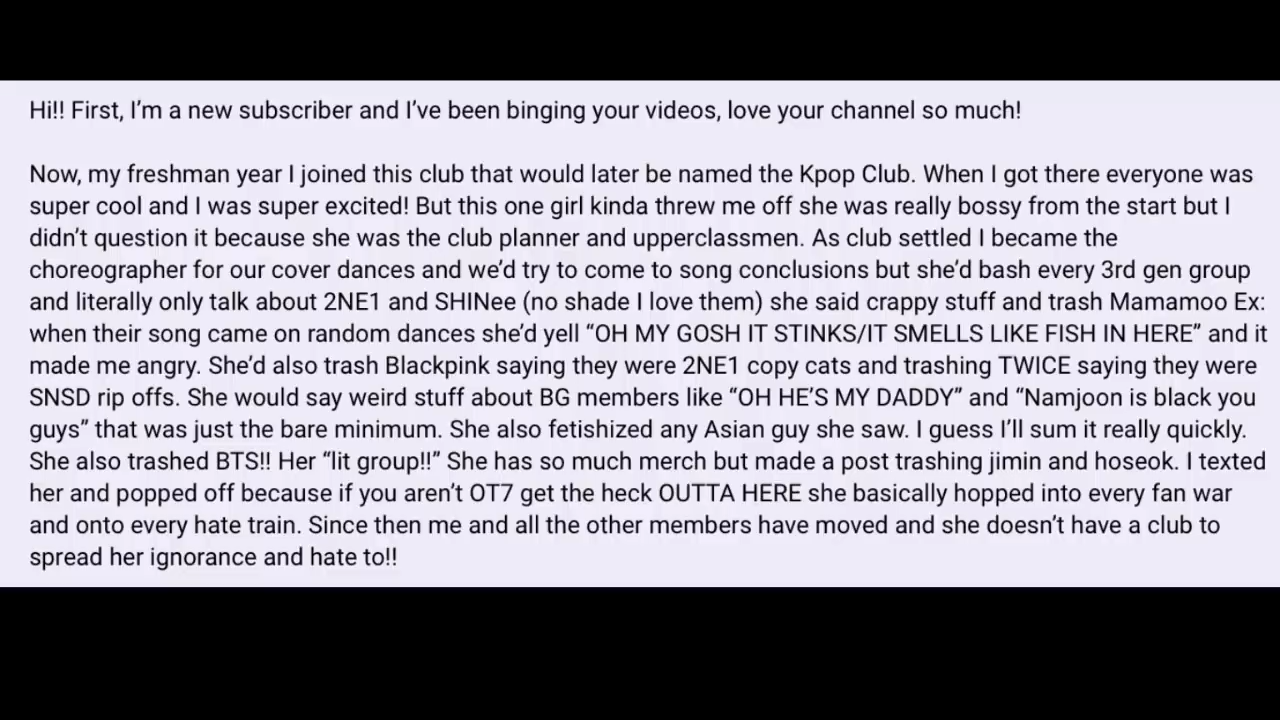 Hi!! First, I’m a new subscriber and I’ve been binging your videos, love your channel so much!
Now, my freshman year I joined this club that would later be named the Kpop Club. When I got there everyone was
super cool and I was super excited! But this one girl kinda threw me off she was really bossy from the start but I
didn’t question it because she was the club planner and upperclassmen. As club settled I became the
choreographer for our cover dances and we’d try to come to song conclusions but she’d bash every 3rd gen group
and literally only talk about 2NE1 and SHINee (no shade I love them) she said crappy stuff and trash Mamamoo Ex:
when their song came on random dances she’d yell “OH MY GOSH IT STINKS/IT SMELLS LIKE FISH IN HERE” and it
made me angry. She’d also trash Blackpink saying they were 2NE1 copy cats and trashing TWICE saying they were
SNSD rip offs. She would say weird stuff about BG members like “OH HE’S MY DADDY” and “Namjoon is black you
guys” that was just the bare minimum. She also fetishized any Asian guy she saw. I guess I’ll sum it really quickly.
She also trashed BTS!! Her “lit group!!” She has so much merch but made a post trashing jimin and hoseok. I texted
her and popped off because if you aren’t OT7 get the heck OUTTA HERE she basically hopped into every fan war
and onto every hate train. Since then me and all the other members have moved and she doesn’t have a club to
spread her ignorance and hate to!!